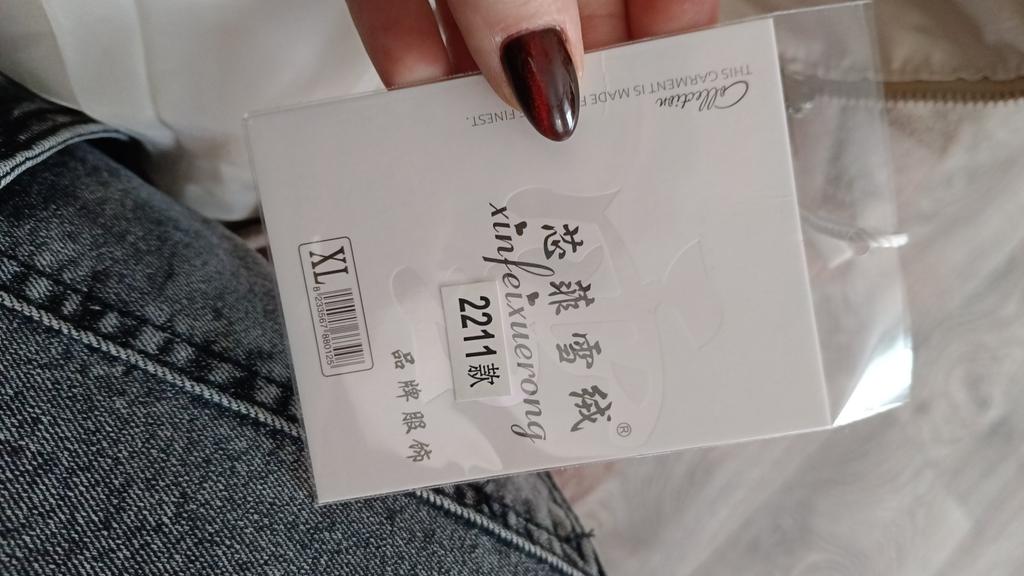 Collection
THIS GARMENT IS MADE
FINEST.
芯菲雪绒®
xinfeixuerong
2211款
品牌服饰
XL